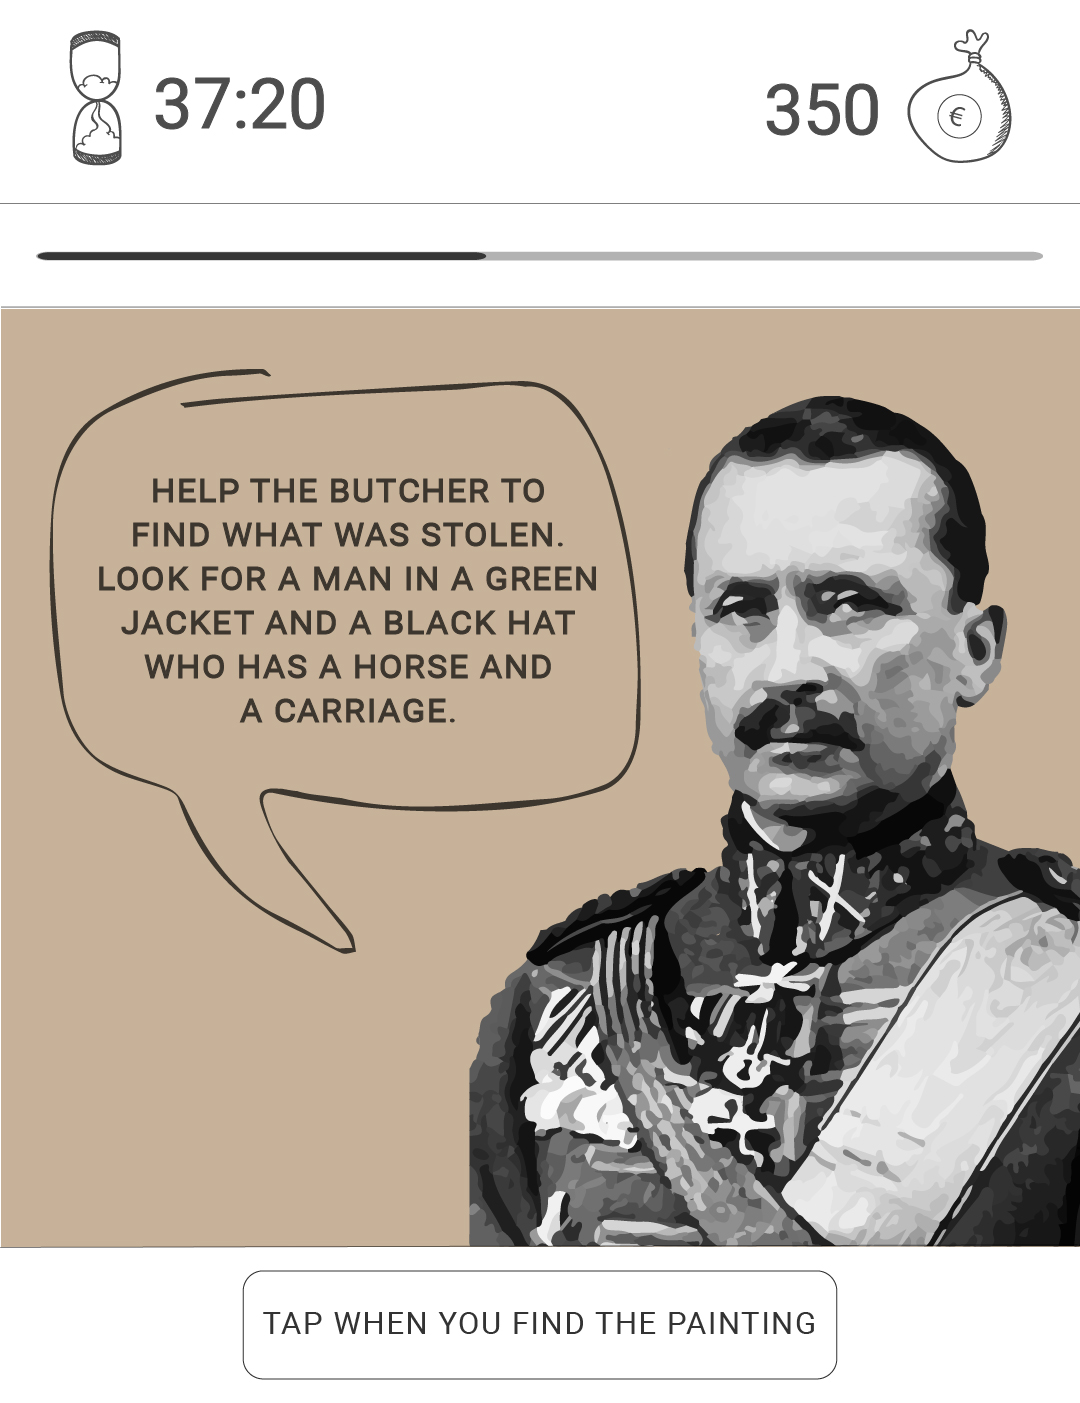 37:20
350
€
HELP THE BUTCHER TO
FIND WHAT WAS STOLEN.
LOOK FOR A MAN IN A GREEN
JACKET AND A BLACK HAT
WHO HAS A HORSE AND
A CARRIAGE.
TAP WHEN YOU FIND THE PAINTING